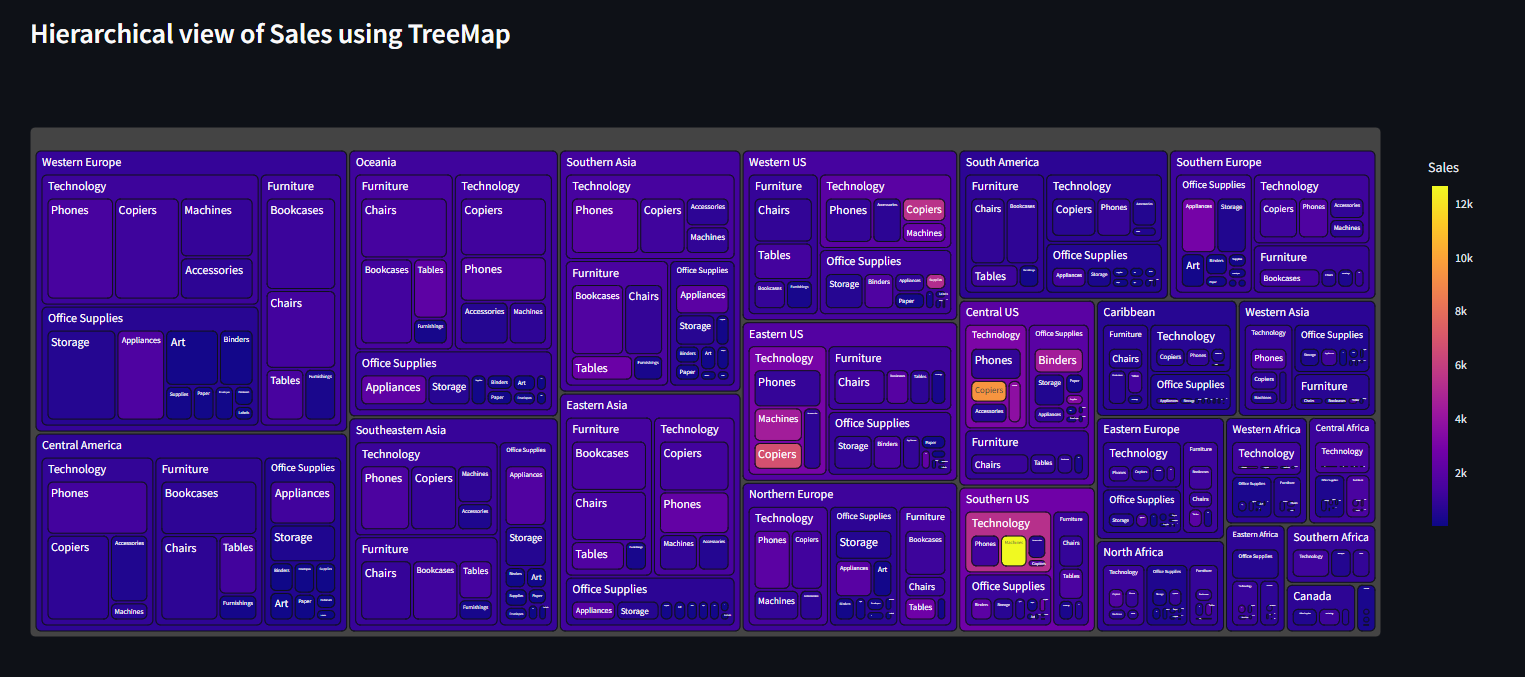 Hierarchical view of Sales using TreeMap
Western Europe
Technology
Phones
Copiers
Machines
Accessories
Furniture
Bookcases
Chairs
Tables
Furnishings
Office Supplies
Storage
Appliances
Art
Binders
Supplies
Paper
Labels
Central America
Technology
Phones
Copiers
Accessories
Machines
Furniture
Bookcases
Chairs
Tables
Furnishings
Office Supplies
Appliances
Storage
Binders
Supplies
Art
Paper
Oceania
Furniture
Chairs
Bookcases
Tables
Furnishings
Technology
Copiers
Phones
Accessories
Machines
Office Supplies
Appliances
Storage
Binders
Art
Paper
Southeastern Asia
Technology
Phones
Copiers
Machines
Accessories
Furniture
Chairs
Bookcases
Tables
Furnishings
Office Supplies
Appliances
Storage
Binders
Art
Supplies
Paper
Southern Asia
Technology
Phones
Copiers
Accessories
Machines
Furniture
Bookcases
Chairs
Tables
Furnishings
Office Supplies
Appliances
Storage
Binders
Art
Paper
Eastern Asia
Furniture
Bookcases
Chairs
Tables
Technology
Copiers
Phones
Machines
Accessories
Office Supplies
Appliances
Storage
Western US
Furniture
Chairs
Tables
Bookcases
Furnishings
Technology
Phones
Accessories
Copiers
Machines
Office Supplies
Storage
Binders
Appliances
Supplies
Paper
Eastern US
Technology
Phones
Machines
Copiers
Furniture
Chairs
Bookcases
Tables
Office Supplies
Storage
Binders
Paper
Northern Europe
Technology
Phones
Copiers
Machines
Office Supplies
Storage
Appliances
Art
Furniture
Bookcases
Chairs
Tables
South America
Furniture
Chairs
Bookcases
Tables
Technology
Copiers
Phones
Office Supplies
Appliances
Storage
Southern Europe
Office Supplies
Appliances
Storage
Art
Binders
Technology
Copiers
Phones
Accessories
Machines
Furniture
Bookcases
Central US
Technology
Phones
Copiers
Accessories
Office Supplies
Binders
Storage
Paper
Appliances
Furniture
Chairs
Tables
Southern US
Technology
Phones
Machines
Copiers
Office Supplies
Binders
Storage
Furniture
Chairs
Tables
Caribbean
Furniture
Chairs
Technology
Copiers
Phones
Office Supplies
Appliances
Storage
Western Asia
Technology
Phones
Copiers
Machines
Office Supplies
Storage
Furniture
Chairs
Bookcases
Eastern Europe
Technology
Phones
Copiers
Office Supplies
Storage
Furniture
Bookcases
Chairs
North Africa
Technology
Office Supplies
Furniture
Western Africa
Technology
Office Supplies
Furniture
Central Africa
Technology
Office Supplies
Furniture
Eastern Africa
Office Supplies
Technology
Southern Africa
Technology
Canada
Sales
12k
10k
8k
6k
4k
2k